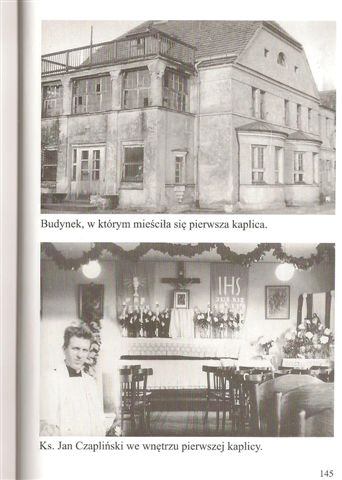 Budynek, w którym mieściła się pierwsza kaplica.
IHS
Ks. Jan Czapliński we wnętrzu pierwszej kaplicy.
145